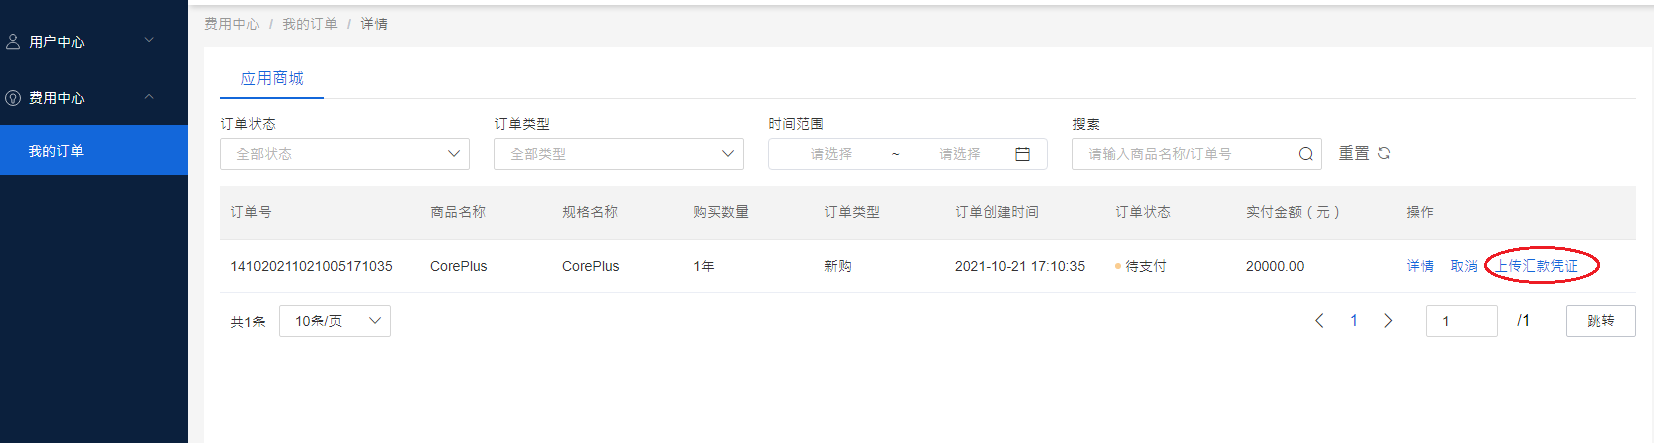 费用中心 / 我的订单 / 详情
用户中心
费用中心
我的订单
应用商城
订单状态 订单类型 时间范围 搜索
全部状态 全部类型 请选择 ~ 请选择 请输入商品名称/订单号 重置
订单号 商品名称 规格名称 购买数量 订单类型 订单创建时间 订单状态 实付金额（元） 操作
141020211021005171035 CorePlus CorePlus 1年 新购 2021-10-21 17:10:35 待支付 20000.00 详情 取消 上传汇款凭证
共1条 10条/页 1 1 /1 跳转